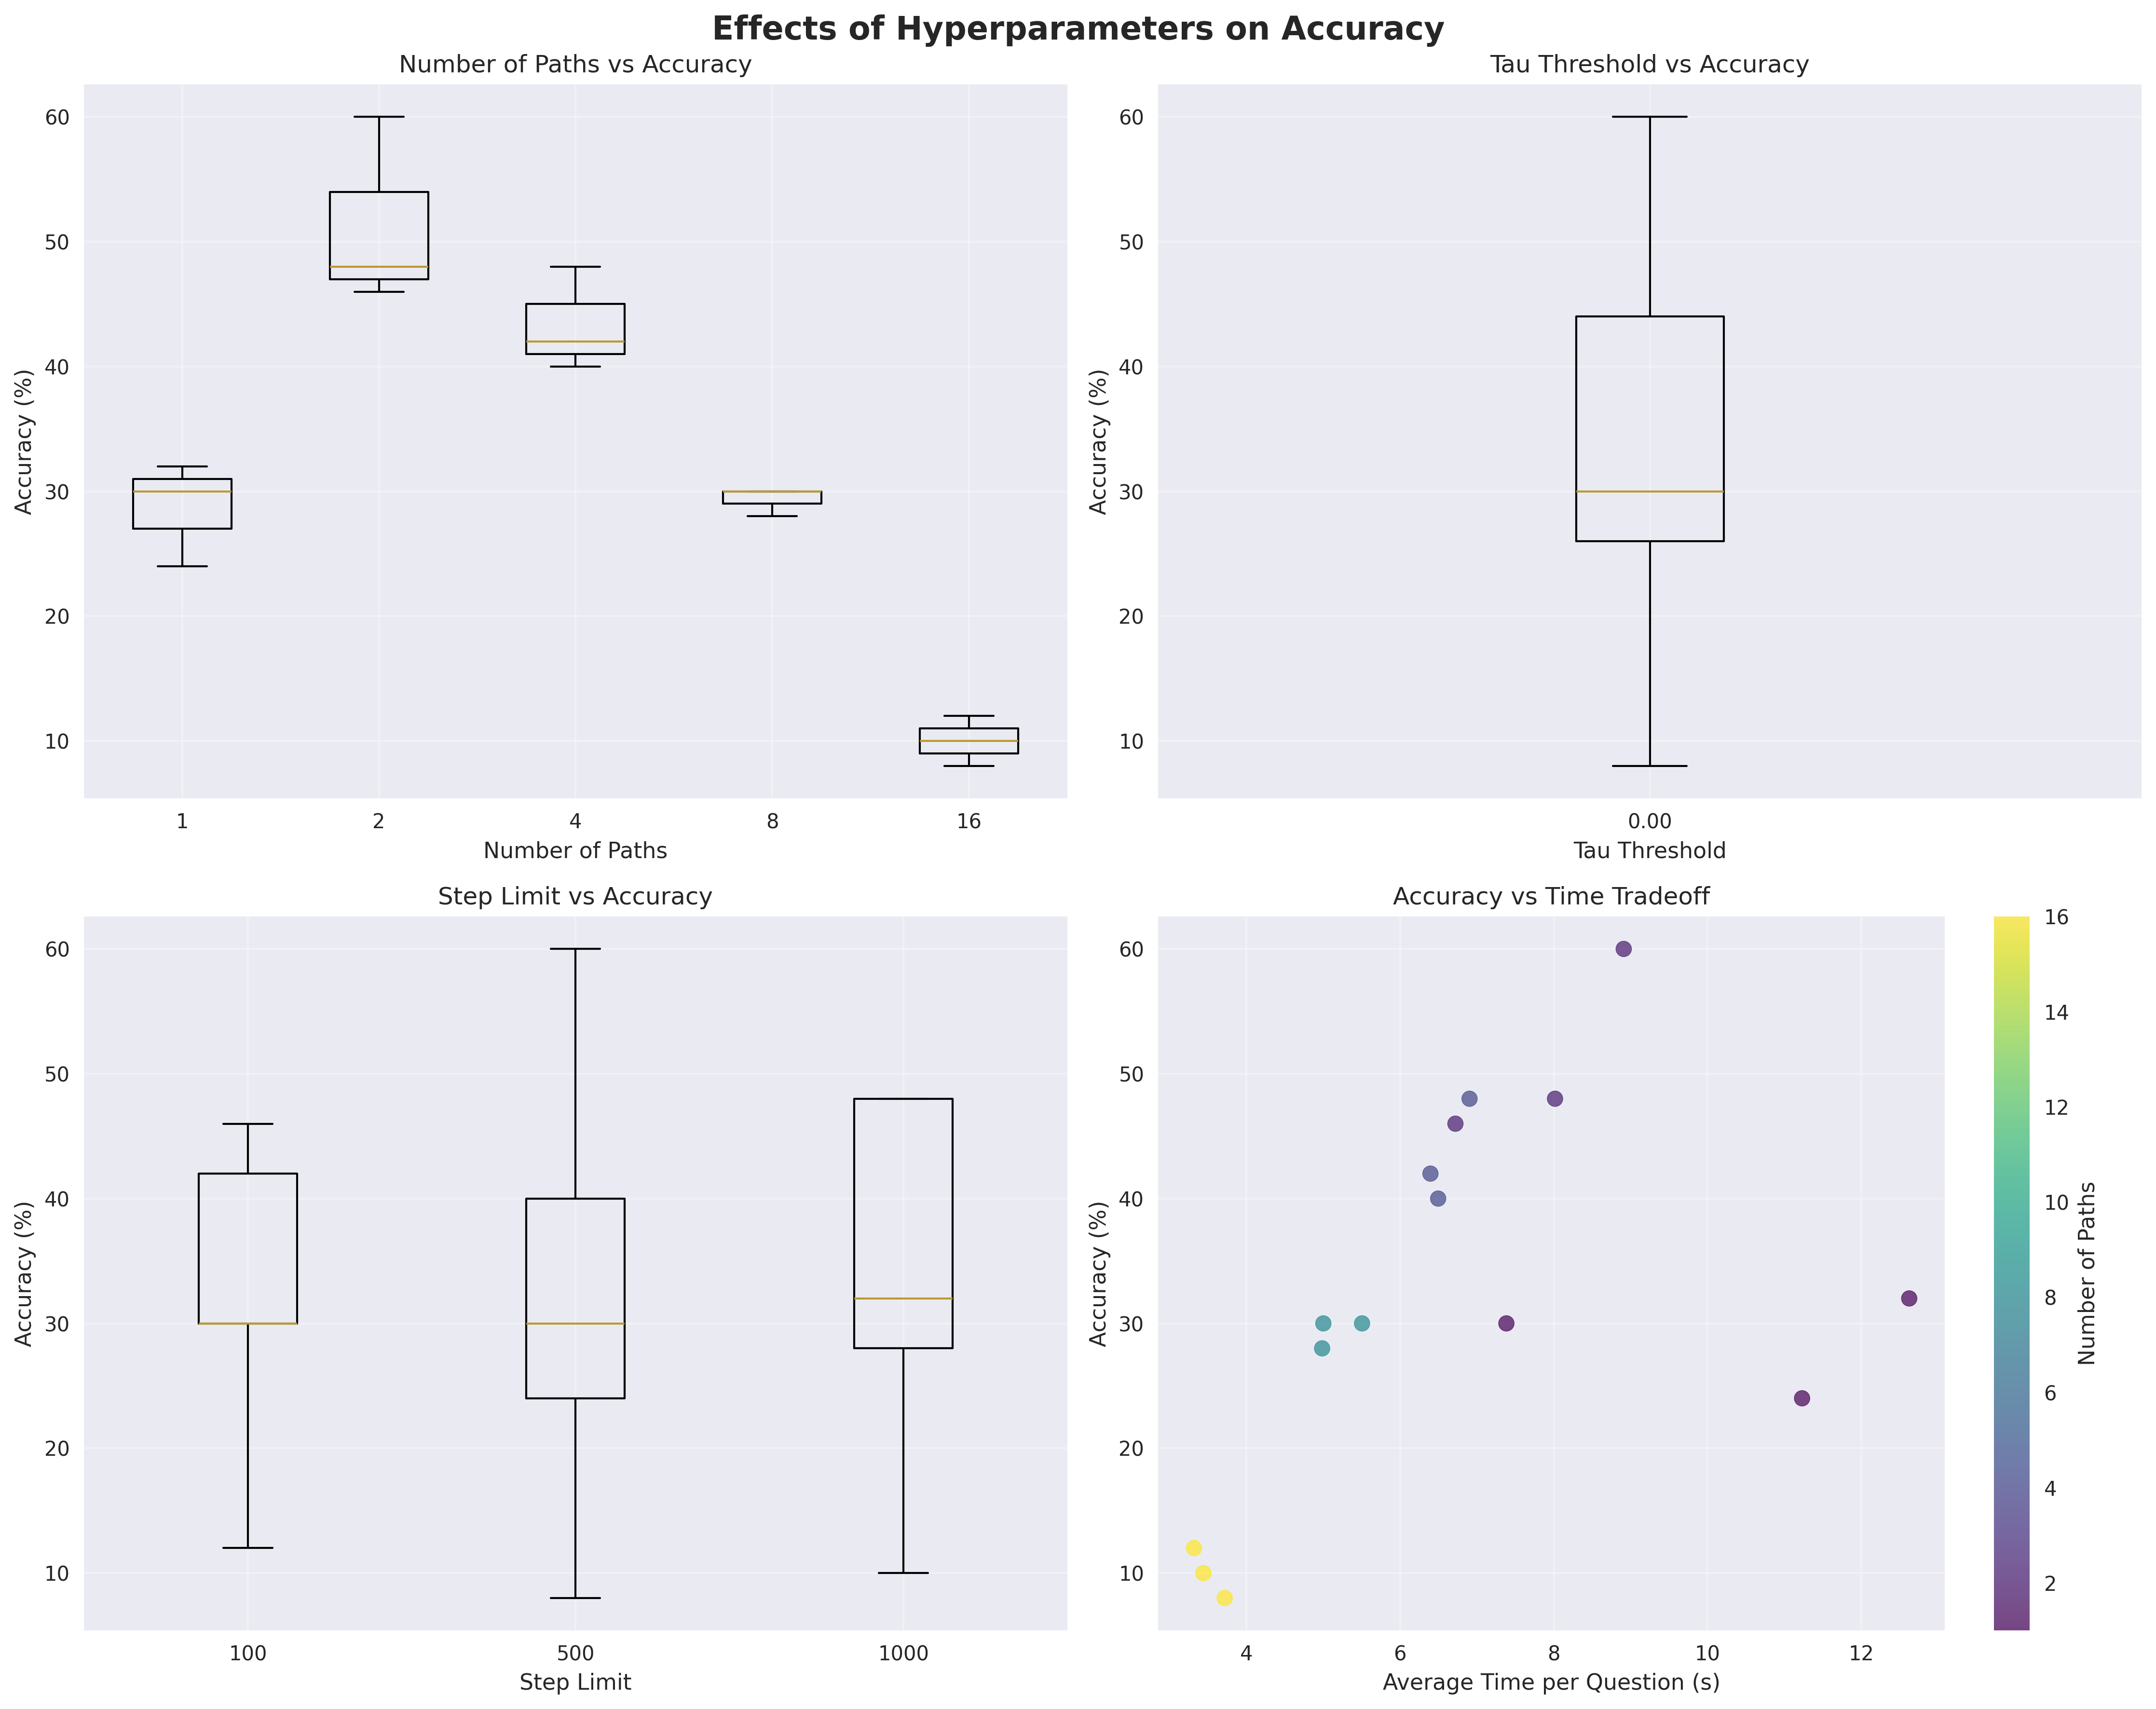 Effects of Hyperparameters on Accuracy
Number of Paths vs Accuracy
Accuracy (%)
60
50
40
30
20
10
1 2 4 8 16
Number of Paths
Tau Threshold vs Accuracy
Accuracy (%)
60
50
40
30
20
10
0.00
Tau Threshold
Step Limit vs Accuracy
Accuracy (%)
60
50
40
30
20
10
100 500 1000
Step Limit
Accuracy vs Time Tradeoff
Accuracy (%)
60
50
40
30
20
10
4 6 8 10 12
Average Time per Question (s)
16
14
12
10
8
6
4
2
Number of Paths